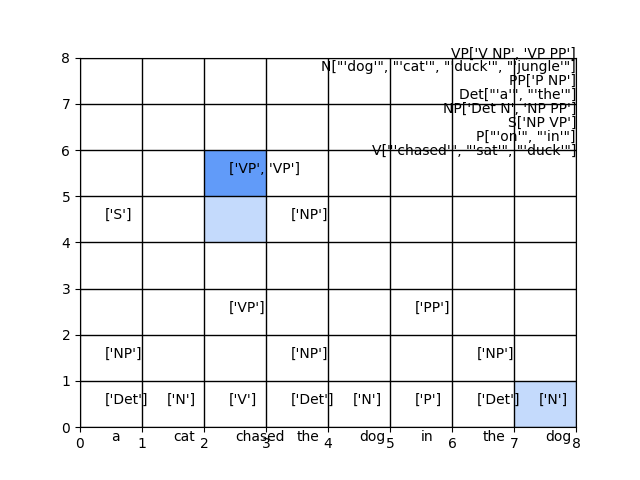 8
VP['V NP', 'VP PP']
N["'dog'", "'cat'", "'duck'", "'jungle'"]
PP['P NP']
7
Det["'a'", "'the'"]
NP['Det N', 'NP PP']
S['NP VP']
P["'on'", "'in'"]
6
V["'chased'", "'sat'", "'duck'"]
['VP', 'VP']
5
['S'] ['NP']
4
3
['VP'] ['PP']
2
['NP'] ['NP'] ['NP']
1
['Det'] ['N'] ['V'] ['Det'] ['N'] ['P'] ['Det'] ['N']
0
a cat chased the dog in the dog
0 1 2 3 4 5 6 7 8